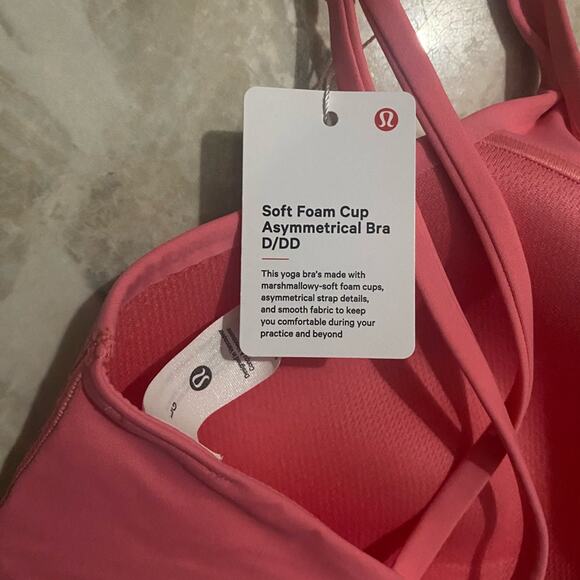 Soft Foam Cup
Asymmetrical Bra
D/DD
This yoga bra's made with
marshmallowy-soft foam cups,
asymmetrical strap details,
and smooth fabric to keep
you comfortable during your
practice and beyond